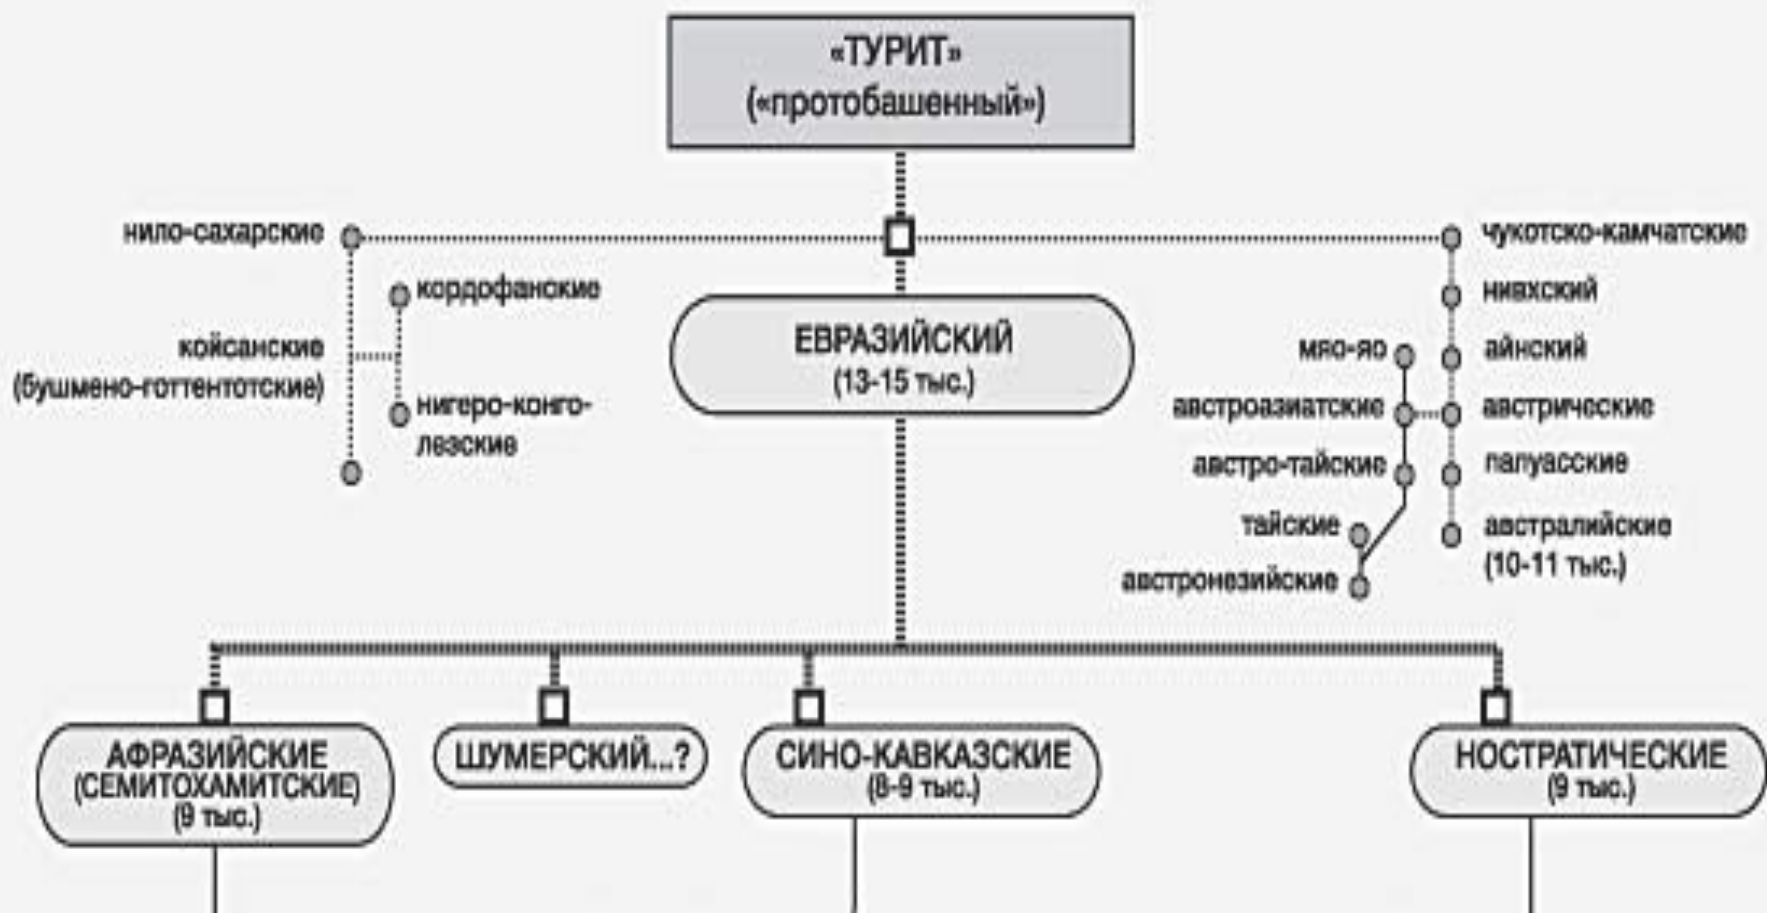 «ТУРИТ»
(«протобашенный»)
нило-сахарские
чукотско-камчатские
кордофанские
нивхский
ЕВРАЗИЙСКИЙ
(13-15 тыс.)
койсанские
(бушмено-готтентотские)
мяо-яо
айнский
нигеро-конго-
лезские
австроазиатские
австрические
австро-тайские
папуасские
тайские
австралийские
(10-11 тыс.)
австронезийские
АФРАЗИЙСКИЕ
(СЕМИТОХАМИТСКИЕ)
(9 тыс.)
ШУМЕРСКИЙ...?
СИНО-КАВКАЗСКИЕ
(8-9 тыс.)
НОСТРАТИЧЕСКИЕ
(9 тыс.)